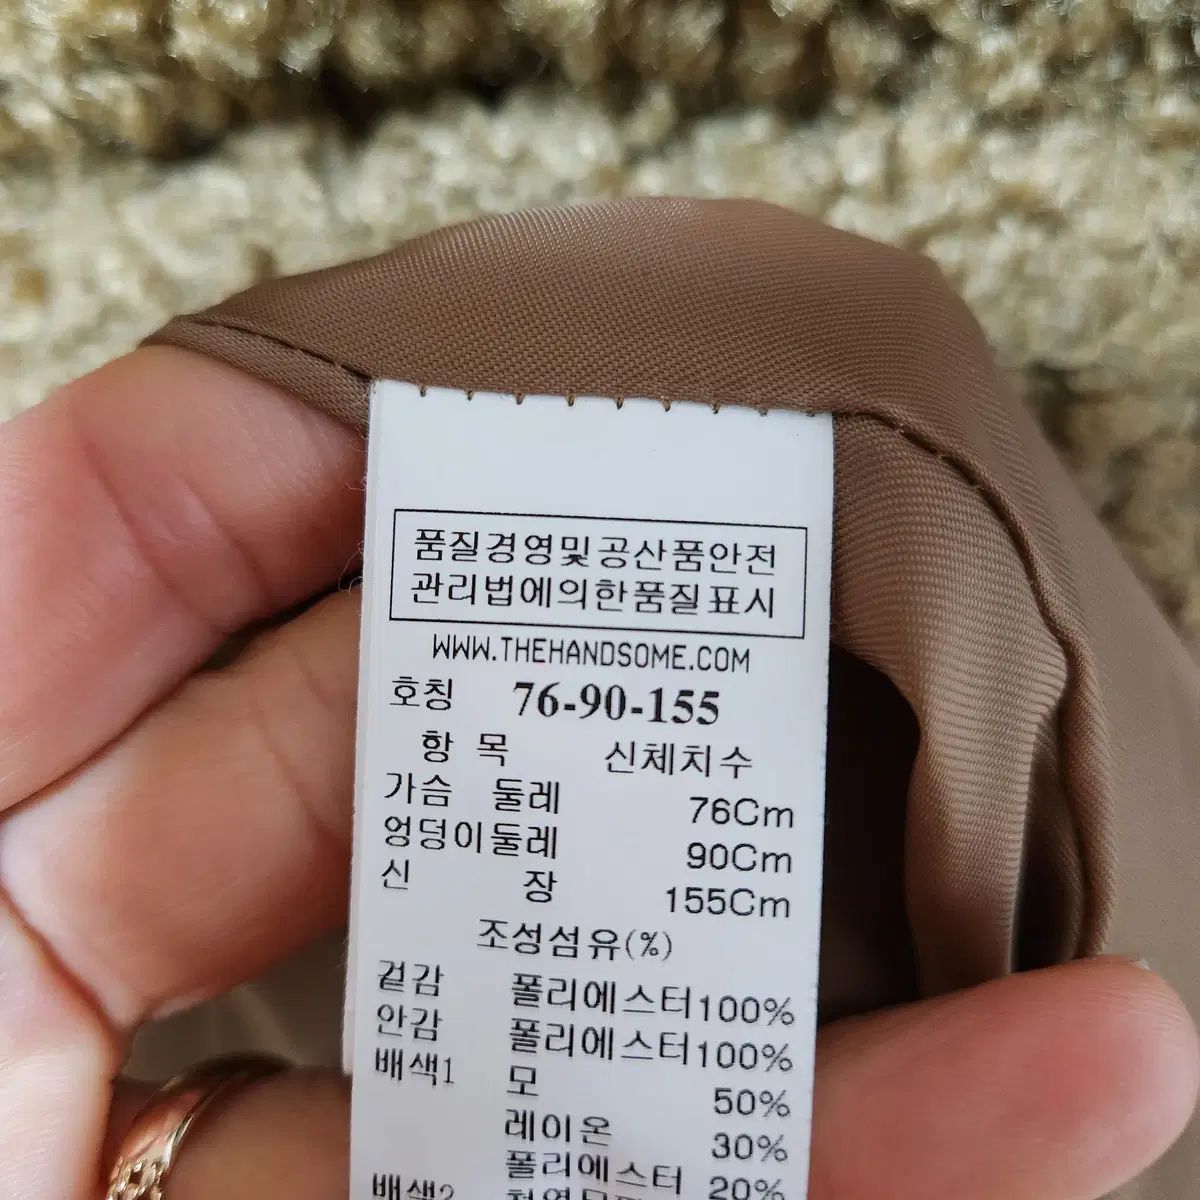 품질경영및공산품안전
관리법에의한품질표시
WWW.THEHANDSOME.COM
호칭 76-90-155
항 목 신체치수
가슴 둘레 76Cm
엉덩이둘레 90Cm
신 장 155Cm
조성섬유(%)
겉감 폴리에스터100%
안감 폴리에스터100%
배색1 모 50%
레이온 30%
폴리에스터 20%
배색2